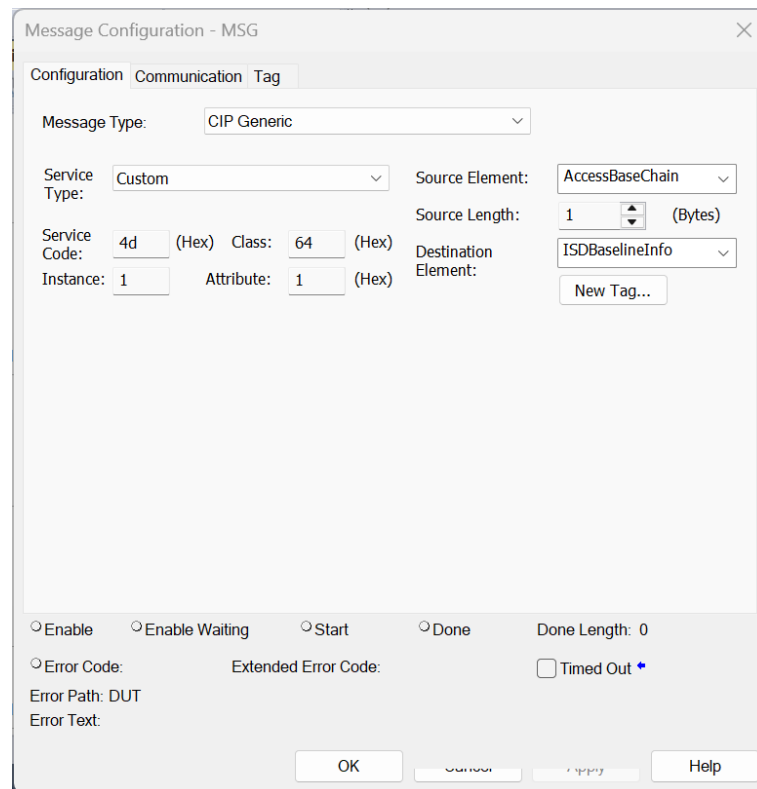 Message Configuration - MSG
Configuration Communication Tag
Message Type: CIP Generic
Service Type: Custom
Source Element: AccessBaseChain
Source Length: 1 (Bytes)
Service Code: 4d (Hex) Class: 64 (Hex)
Destination Element: ISDBaselineInfo
Instance: 1 Attribute: 1 (Hex)
New Tag...
Enable Enable Waiting Start Done Done Length: 0
Error Code: Extended Error Code: Timed Out
Error Path: DUT
Error Text:
OK Cancel Apply Help